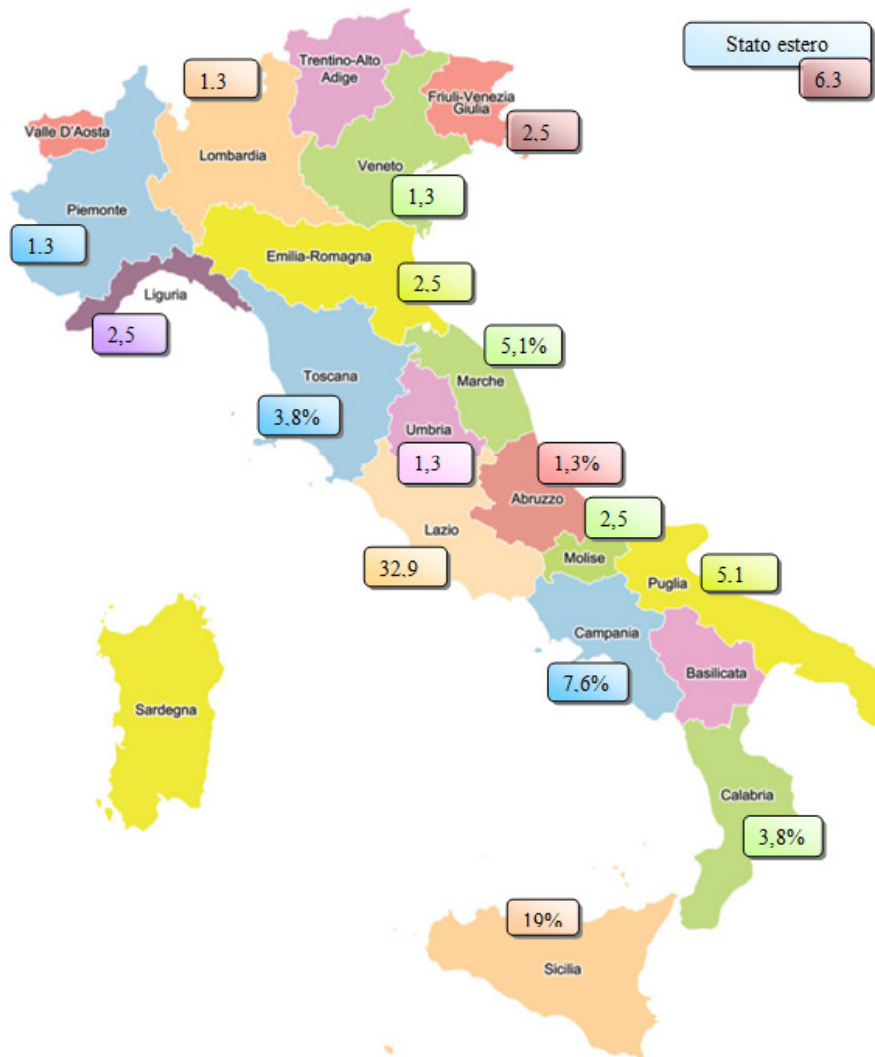 Stato estero
6.3
Trentino-Alto
Adige
1.3
Friuli-Venezia
Giulia
2.5
Valle D'Aosta
Lombardia
Veneto
1,3
Piemonte
1.3
Emilia-Romagna
2.5
Liguria
2,5
5,1%
Toscana
Marche
3,8%
Umbria
1,3
1,3%
Abruzzo
2,5
Lazio
Molise
32,9
Puglia
5,1
Campania
Basilicata
7,6%
Sardegna
Calabria
3,8%
19%
Sicilia